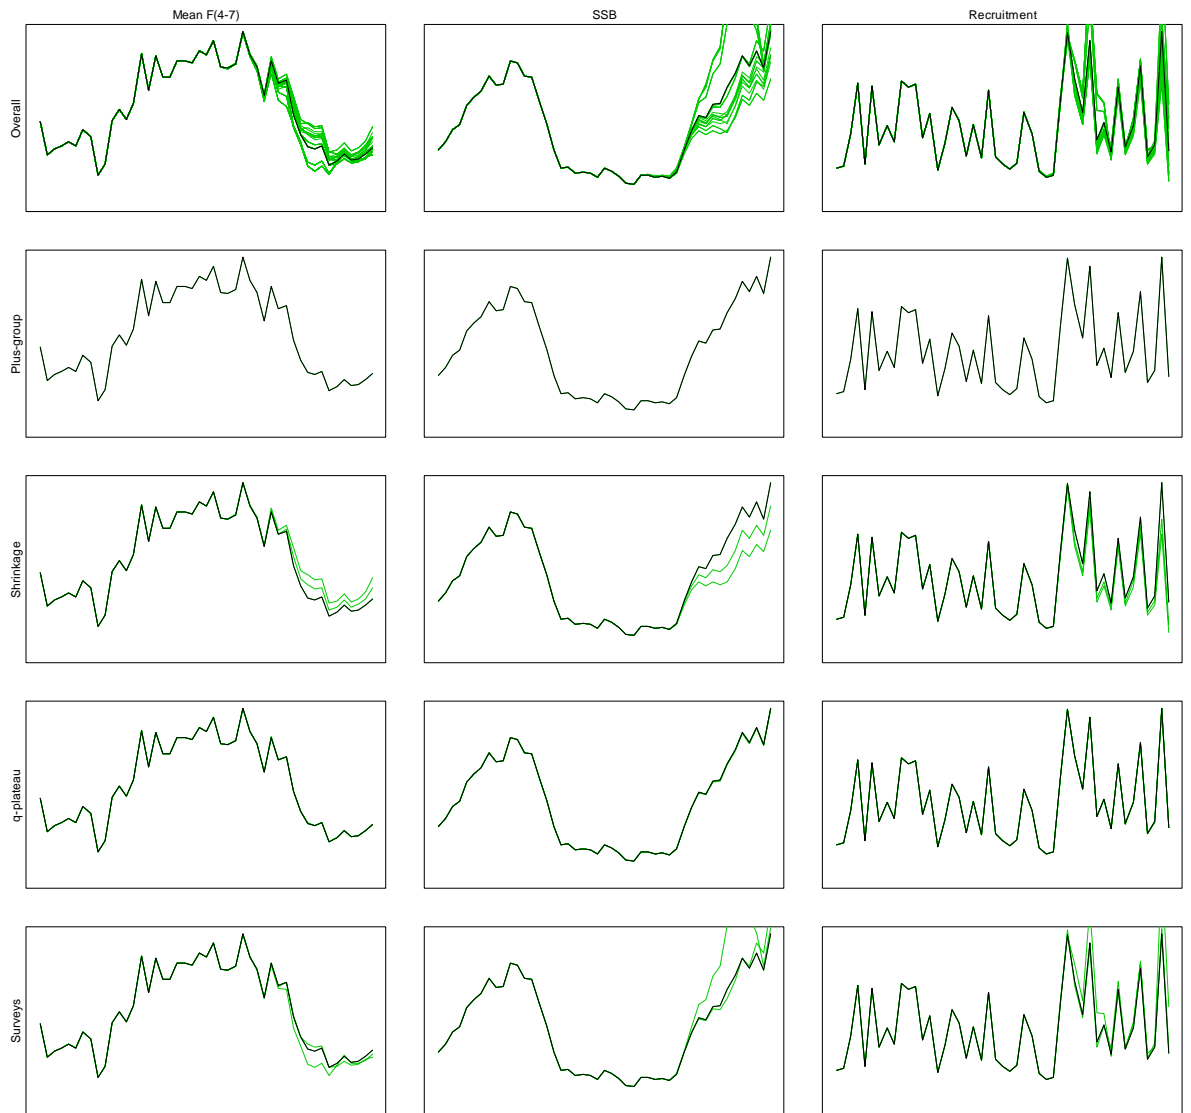 Mean F(4-7)
SSB
Recruitment
Overall
Plus-group
Shrinkage
q-plateau
Surveys